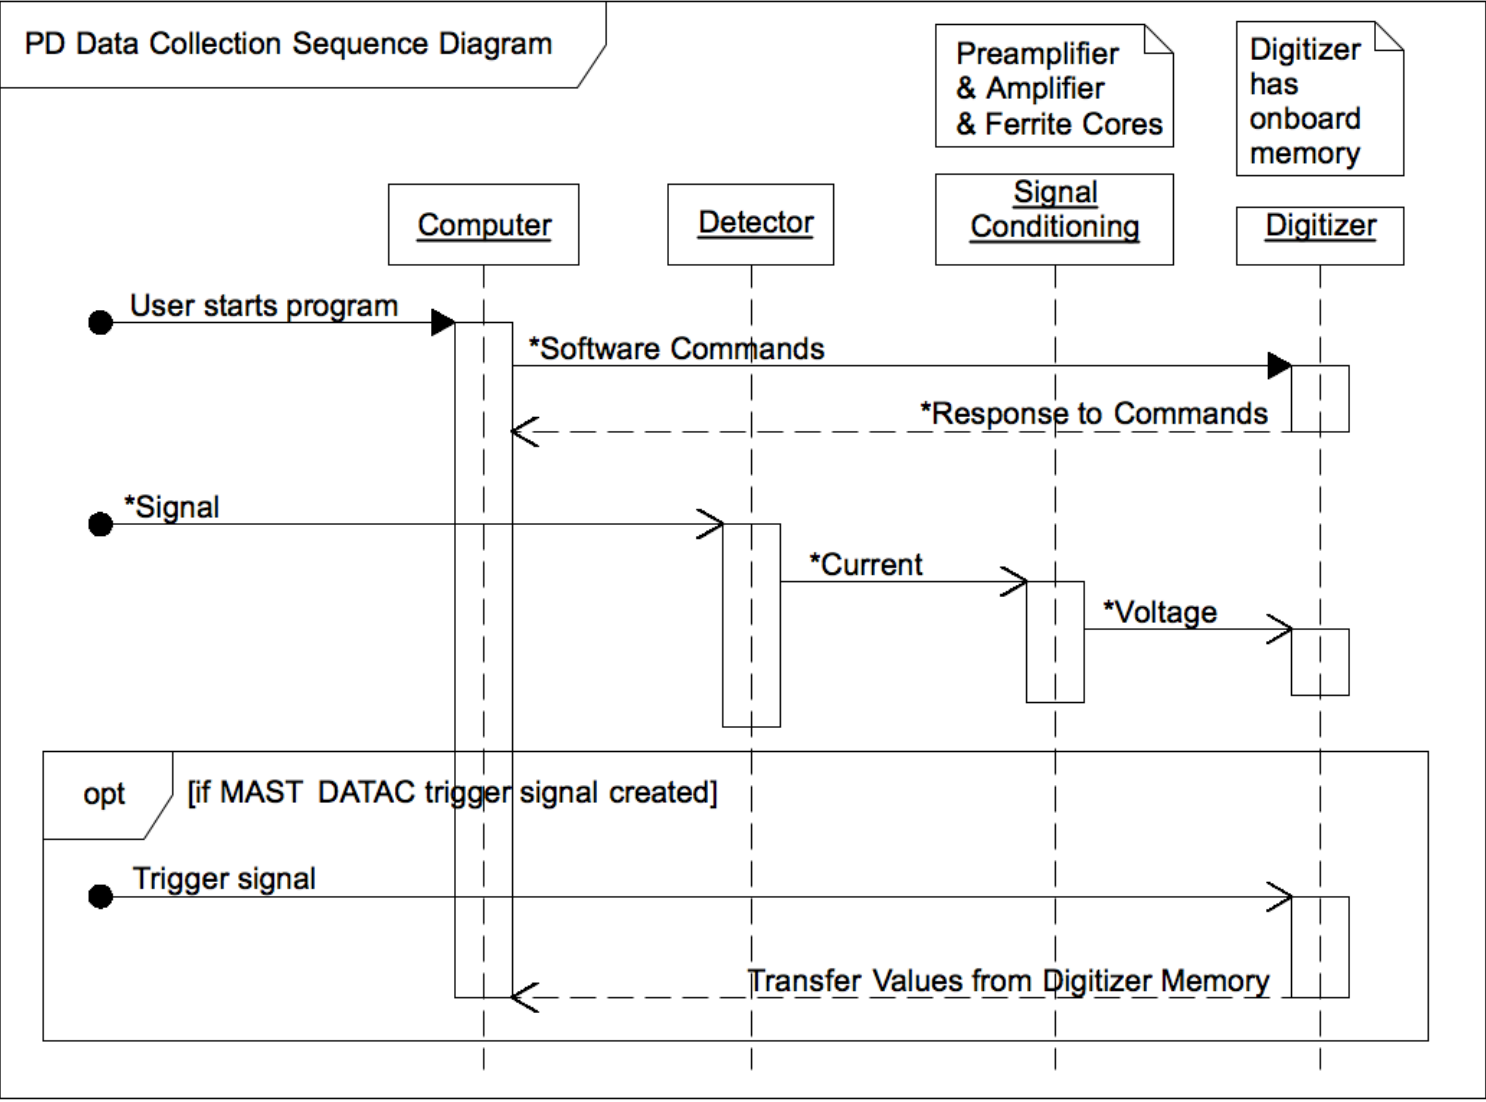 PD Data Collection Sequence Diagram
Preamplifier
& Amplifier
& Ferrite Cores
Digitizer
has
onboard
memory
Computer
Detector
Signal
Conditioning
Digitizer
User starts program
*Software Commands
*Response to Commands
*Signal
*Current
*Voltage
opt
[if MAST DATAC trigger signal created]
Trigger signal
Transfer Values from Digitizer Memory